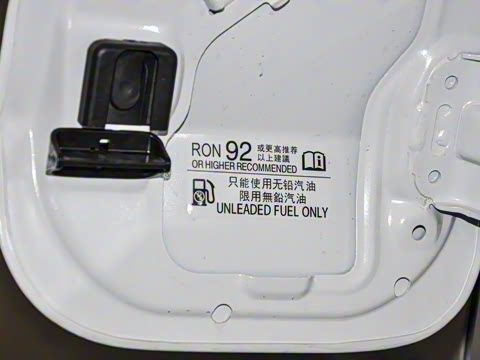 RON 92 或更高推荐
以上建議
OR HIGHER RECOMMENDED
只能使用无铅汽油
限用無鉛汽油
UNLEADED FUEL ONLY